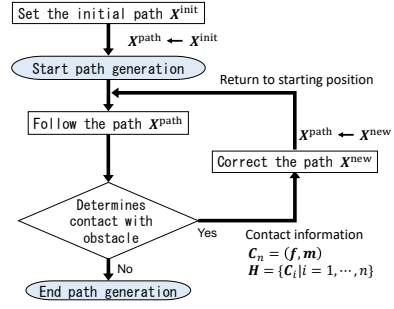 Set the initial path X^init
X^path ← X^init
Start path generation
Return to starting position
Follow the path X^path
X^path ← X^new
Correct the path X^new
Determines
contact with
obstacle
Yes
Contact information
C_n = (f, m)
H = {C_i|i = 1, ⋯, n}
No
End path generation